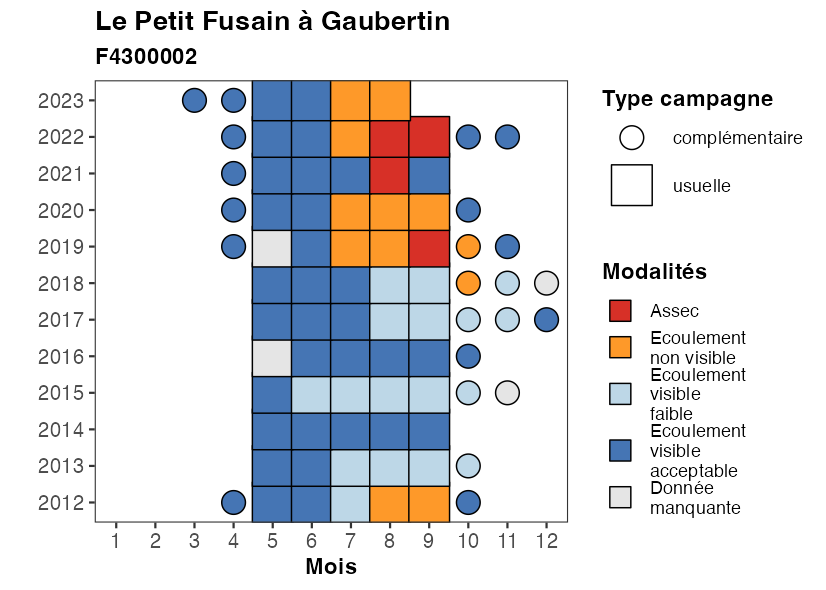 Le Petit Fusain à Gaubertin
F4300002
2023
2022
2021
2020
2019
2018
2017
2016
2015
2014
2013
2012
1 2 3 4 5 6 7 8 9 10 11 12
Mois
Type campagne
complémentaire
usuelle
Modalités
Assec
Ecoulement
non visible
Ecoulement
visible
faible
Ecoulement
visible
acceptable
Donnée
manquante